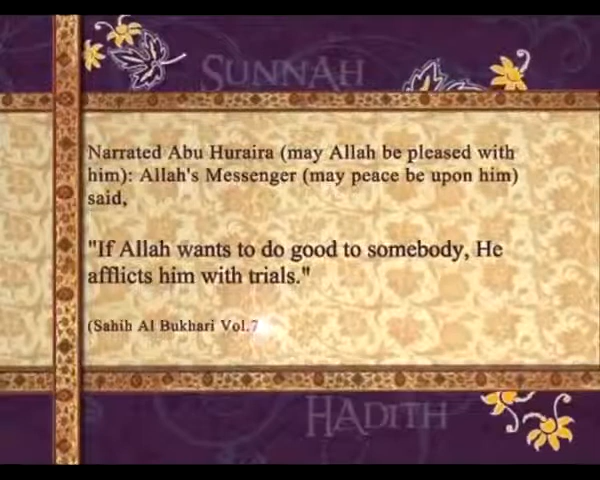 SUNNAH
Narrated Abu Huraira (may Allah be pleased with
him): Allah's Messenger (may peace be upon him)
said,
"If Allah wants to do good to somebody, He
afflicts him with trials."
(Sahih Al Bukhari Vol.7
HADITH